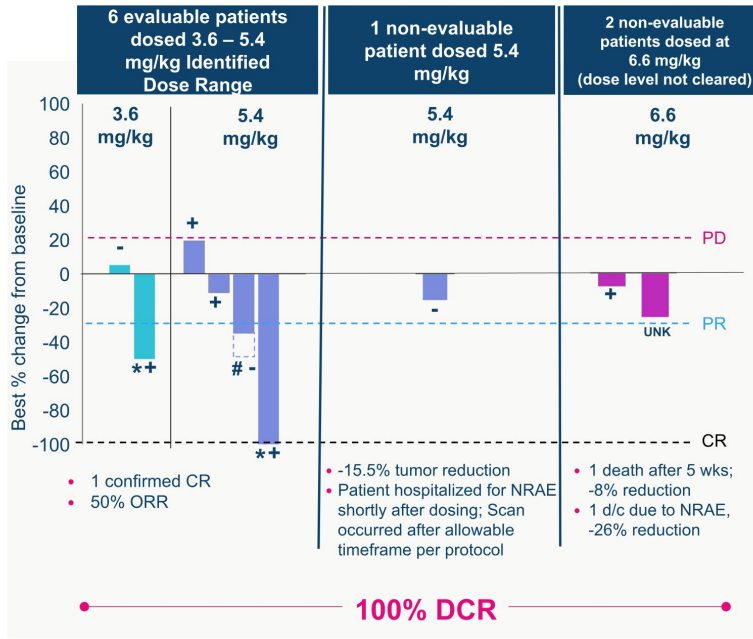 6 evaluable patients
dosed 3.6 – 5.4
mg/kg Identified
Dose Range
1 non-evaluable
patient dosed 5.4
mg/kg
2 non-evaluable
patients dosed at
6.6 mg/kg
(dose level not cleared)
3.6
mg/kg
5.4
mg/kg
5.4
mg/kg
6.6
mg/kg
Best % change from baseline
100
80
60
40
20
0
-20
-40
-60
-80
-100
-
*+
+
+
# -
*+
-
+
UNK
PD
PR
CR
• 1 confirmed CR
• 50% ORR
• -15.5% tumor reduction
• Patient hospitalized for NRAE
shortly after dosing; Scan
occurred after allowable
timeframe per protocol
• 1 death after 5 wks;
-8% reduction
• 1 d/c due to NRAE,
-26% reduction
100% DCR